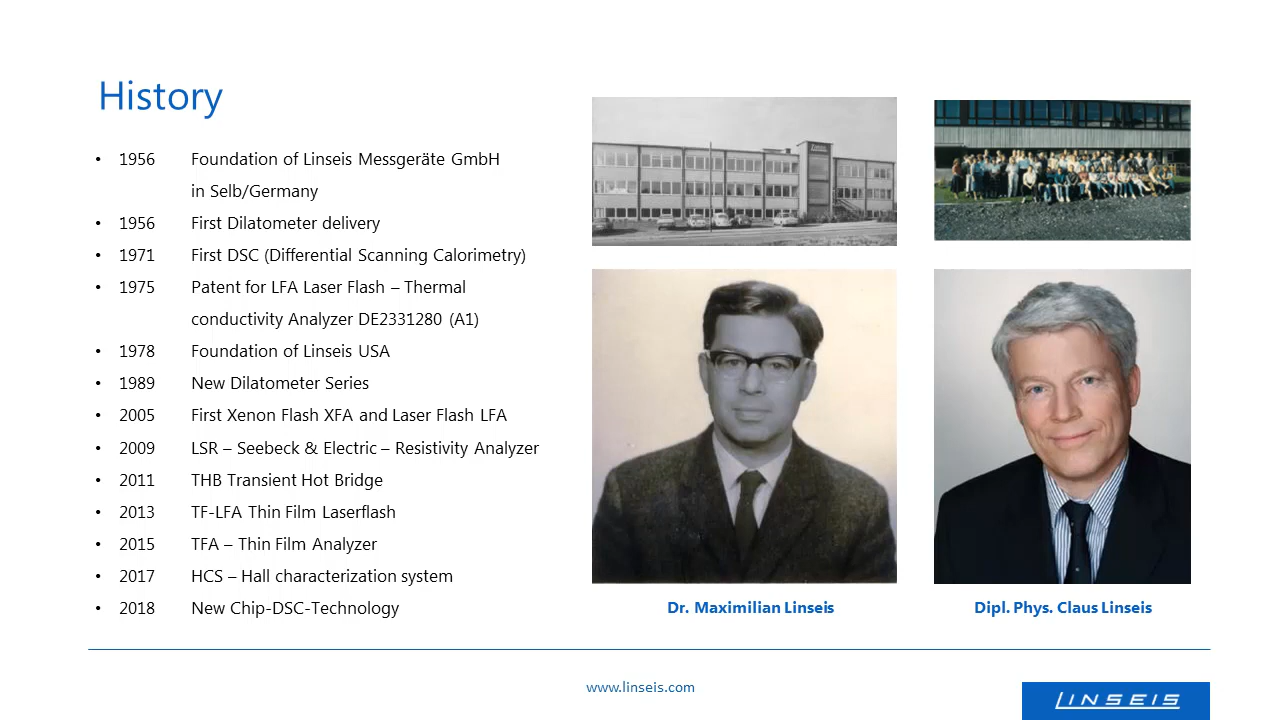 History
• 1956 Foundation of Linseis Messgeräte GmbH
in Selb/Germany
• 1956 First Dilatometer delivery
• 1971 First DSC (Differential Scanning Calorimetry)
• 1975 Patent for LFA Laser Flash – Thermal
conductivity Analyzer DE2331280 (A1)
• 1978 Foundation of Linseis USA
• 1989 New Dilatometer Series
• 2005 First Xenon Flash XFA and Laser Flash LFA
• 2009 LSR – Seebeck & Electric – Resistivity Analyzer
• 2011 THB Transient Hot Bridge
• 2013 TF-LFA Thin Film Laserflash
• 2015 TFA – Thin Film Analyzer
• 2017 HCS – Hall characterization system
• 2018 New Chip-DSC-Technology
Dr. Maximilian Linseis
Dipl. Phys. Claus Linseis
www.linseis.com
LINSEIS